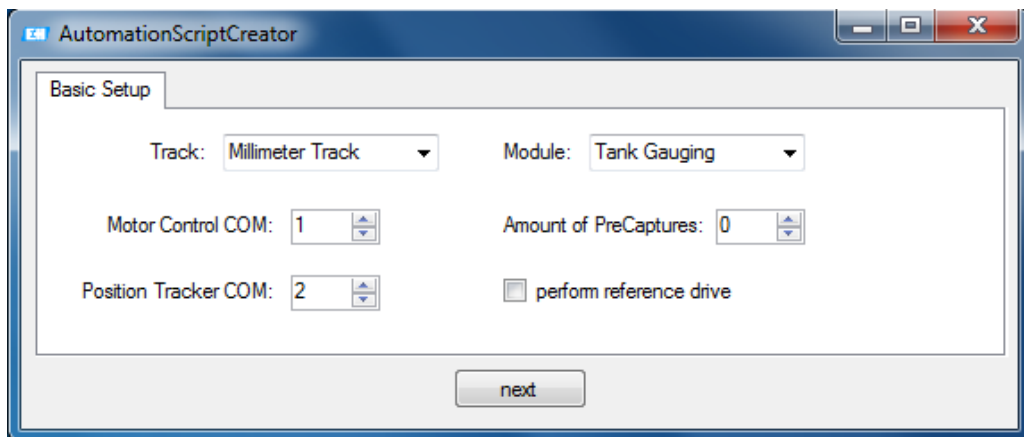 AutomationScriptCreator
Basic Setup
Track: Millimeter Track Module: Tank Gauging
Motor Control COM: 1 Amount of PreCaptures: 0
Position Tracker COM: 2 perform reference drive
next